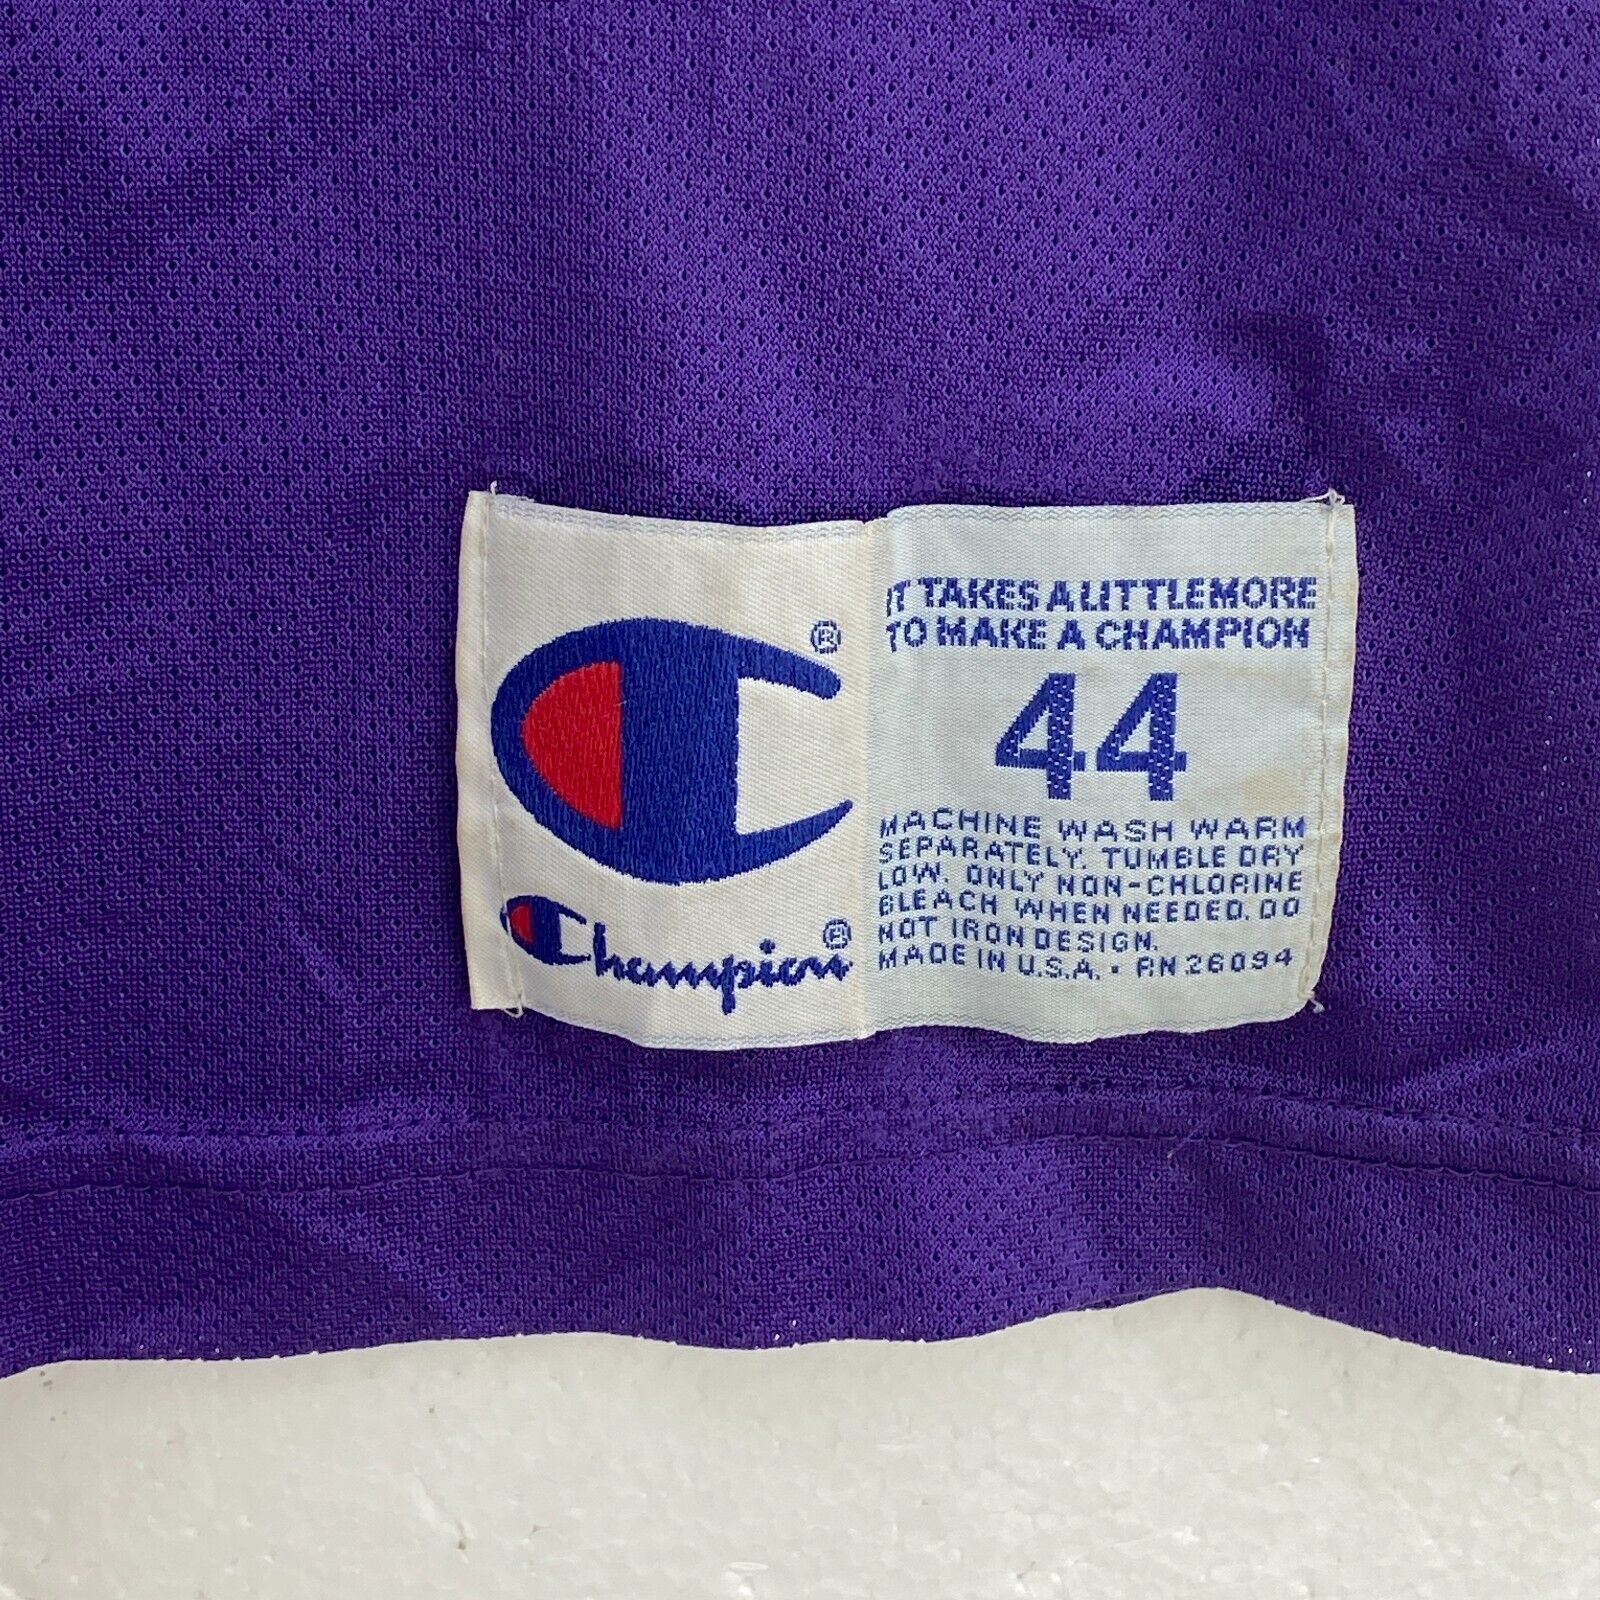 ®
Champion®
IT TAKES A LITTLE MORE
TO MAKE A CHAMPION
44
MACHINE WASH WARM
SEPARATELY. TUMBLE DRY
LOW. ONLY NON-CHLORINE
BLEACH WHEN NEEDED. DO
NOT IRON DESIGN.
MADE IN U.S.A. • RN 26094